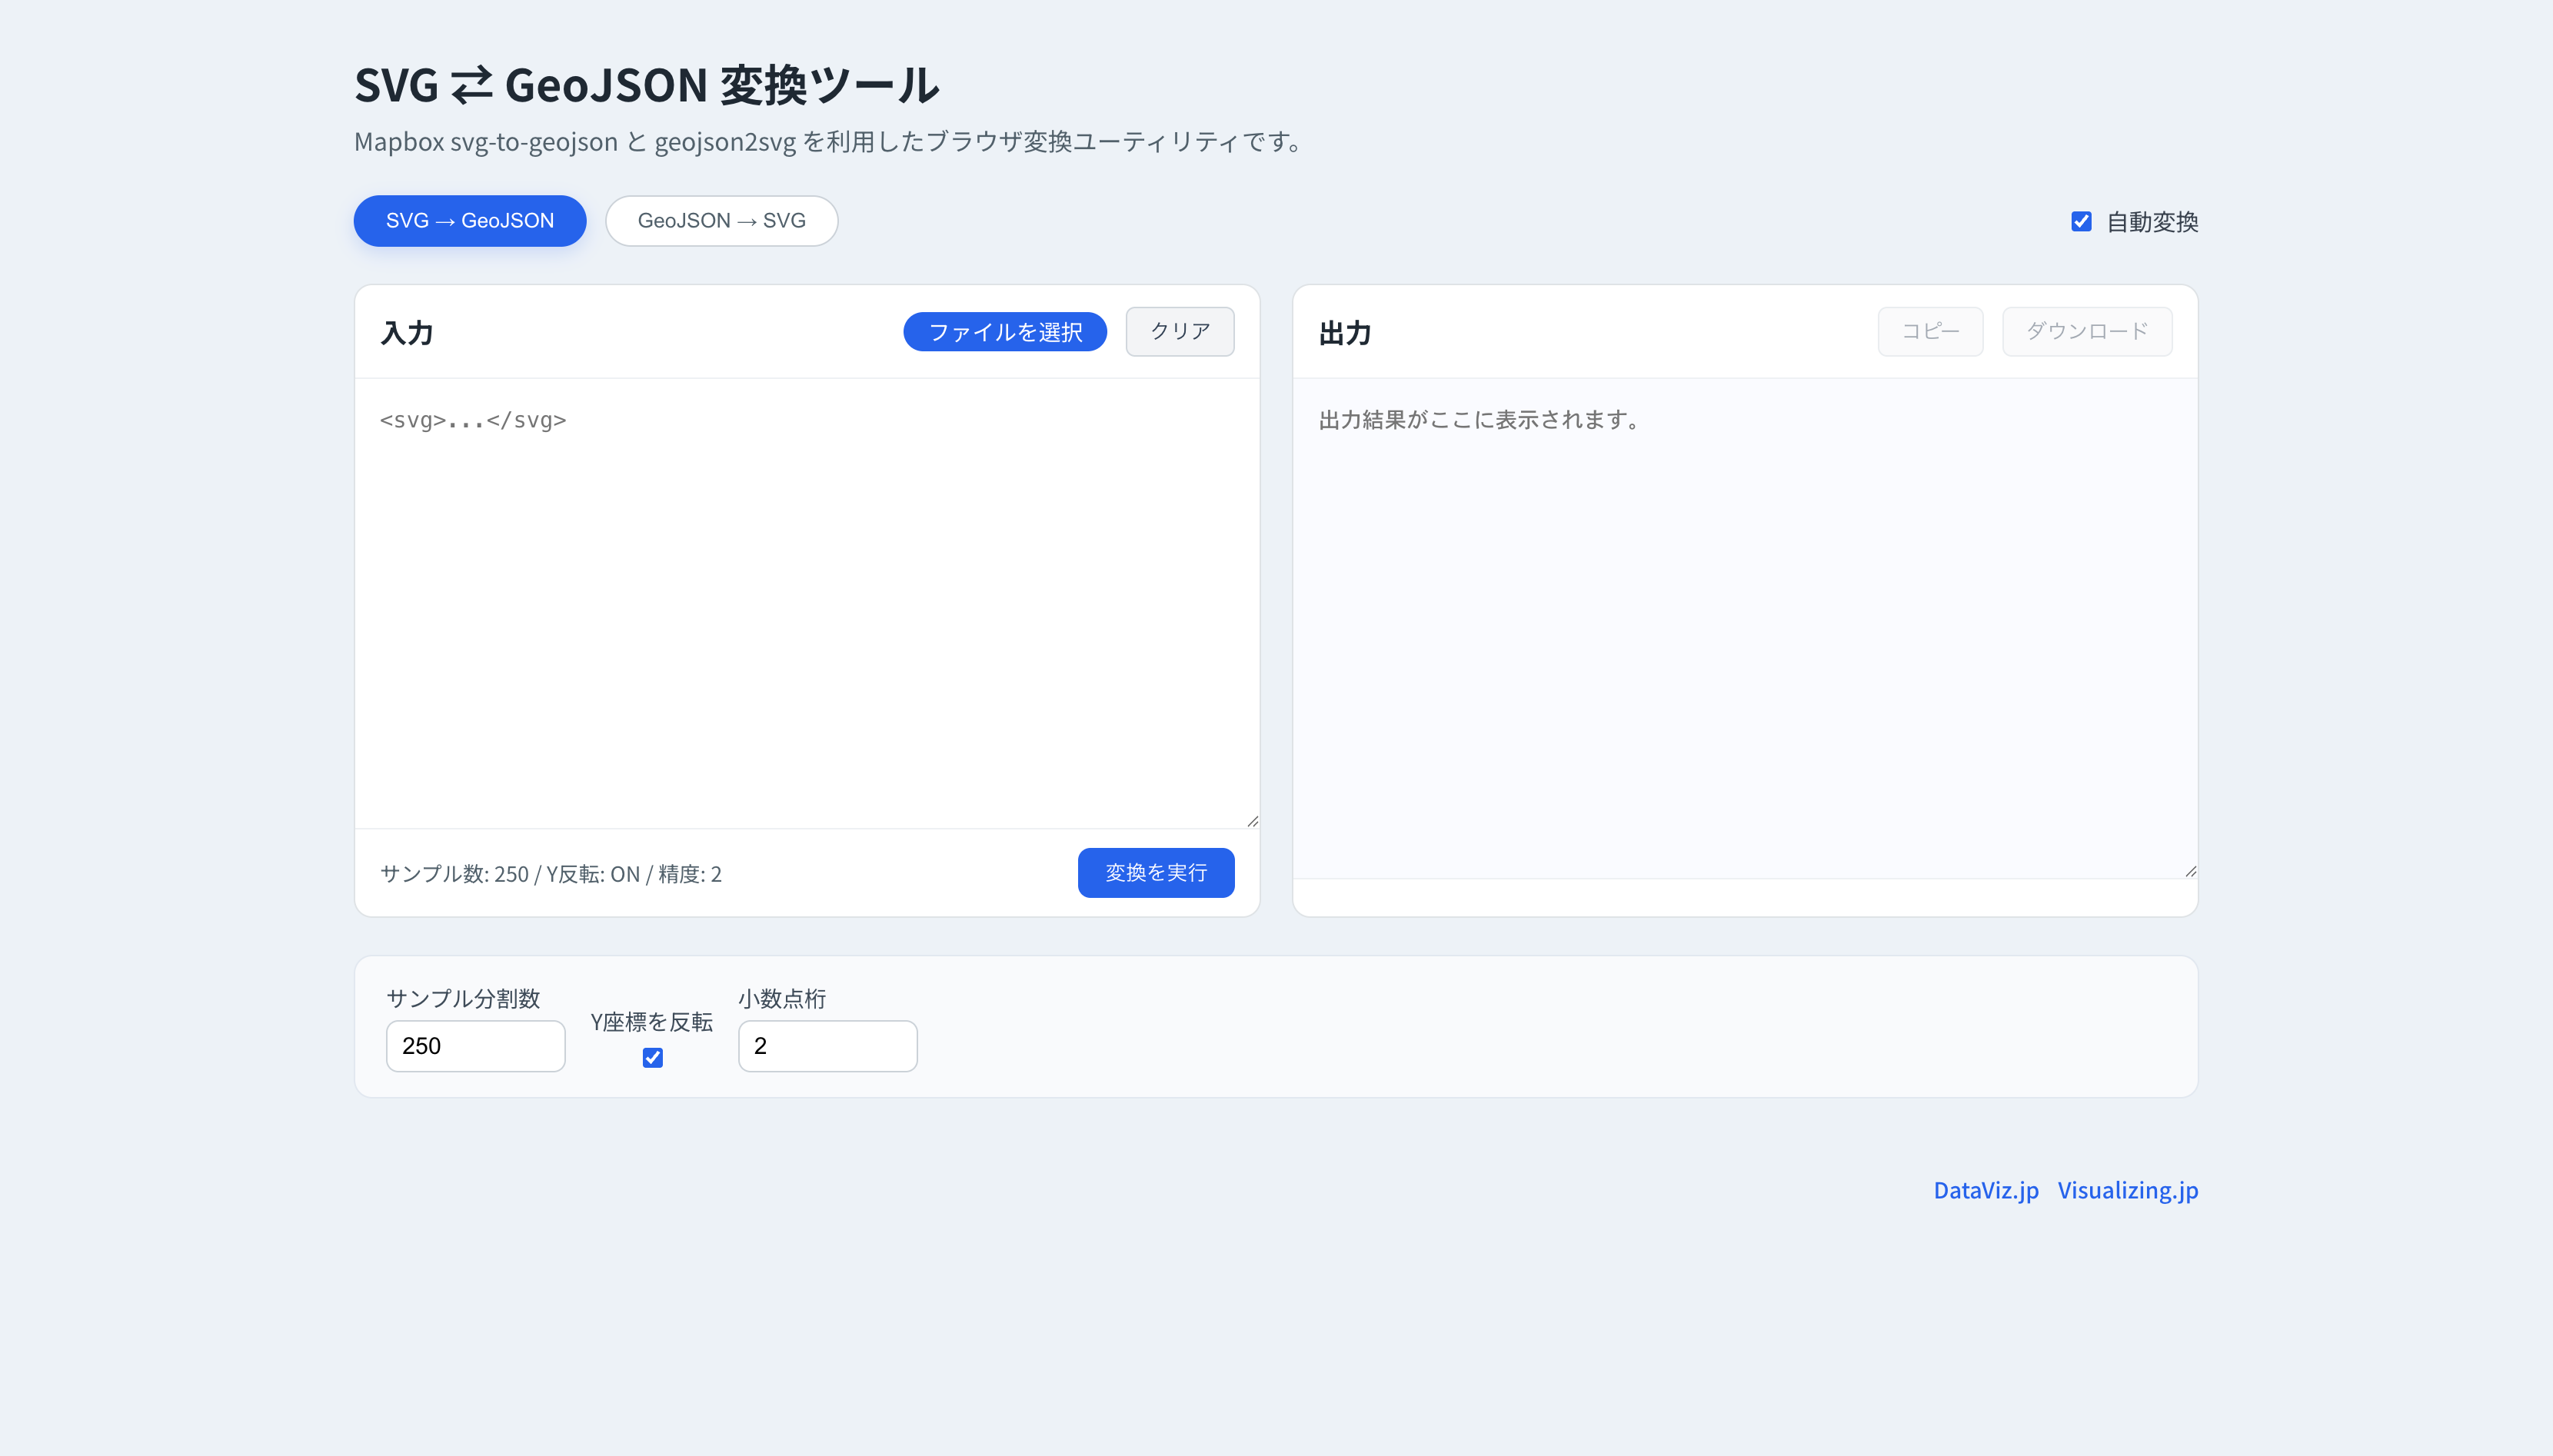 SVG ⇄ GeoJSON 変換ツール
Mapbox svg-to-geojson と geojson2svg を利用したブラウザ変換ユーティリティです。
SVG → GeoJSON
GeoJSON → SVG
自動変換
入力
ファイルを選択
クリア
<svg>...</svg>
サンプル数: 250 / Y反転: ON / 精度: 2
変換を実行
出力
コピー
ダウンロード
出力結果がここに表示されます。
サンプル分割数
250
Y座標を反転
小数点桁
2
DataViz.jp Visualizing.jp